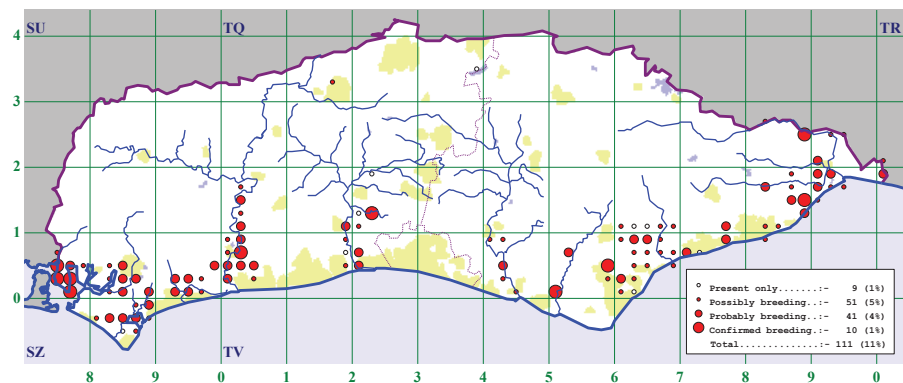 4 SU TQ TR
3
2
1
0
Present only.......:- 9 (1%)
Possibly breeding..:- 51 (5%)
Probably breeding..:- 41 (4%)
Confirmed breeding.:- 10 (1%)
Total..............:- 111 (11%)
SZ TV
8 9 0 1 2 3 4 5 6 7 8 9 0